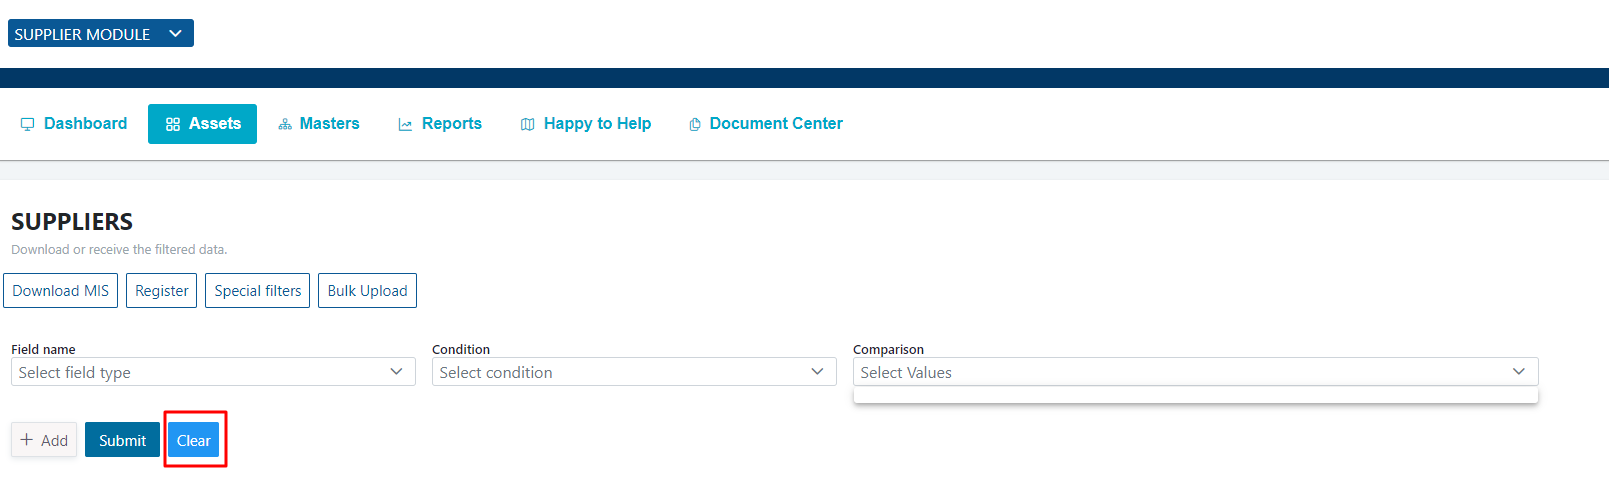 SUPPLIER MODULE
Dashboard Assets Masters Reports Happy to Help Document Center
SUPPLIERS
Download or receive the filtered data.
Download MIS Register Special filters Bulk Upload
Field name Condition Comparison
Select field type Select condition Select Values
+ Add Submit Clear